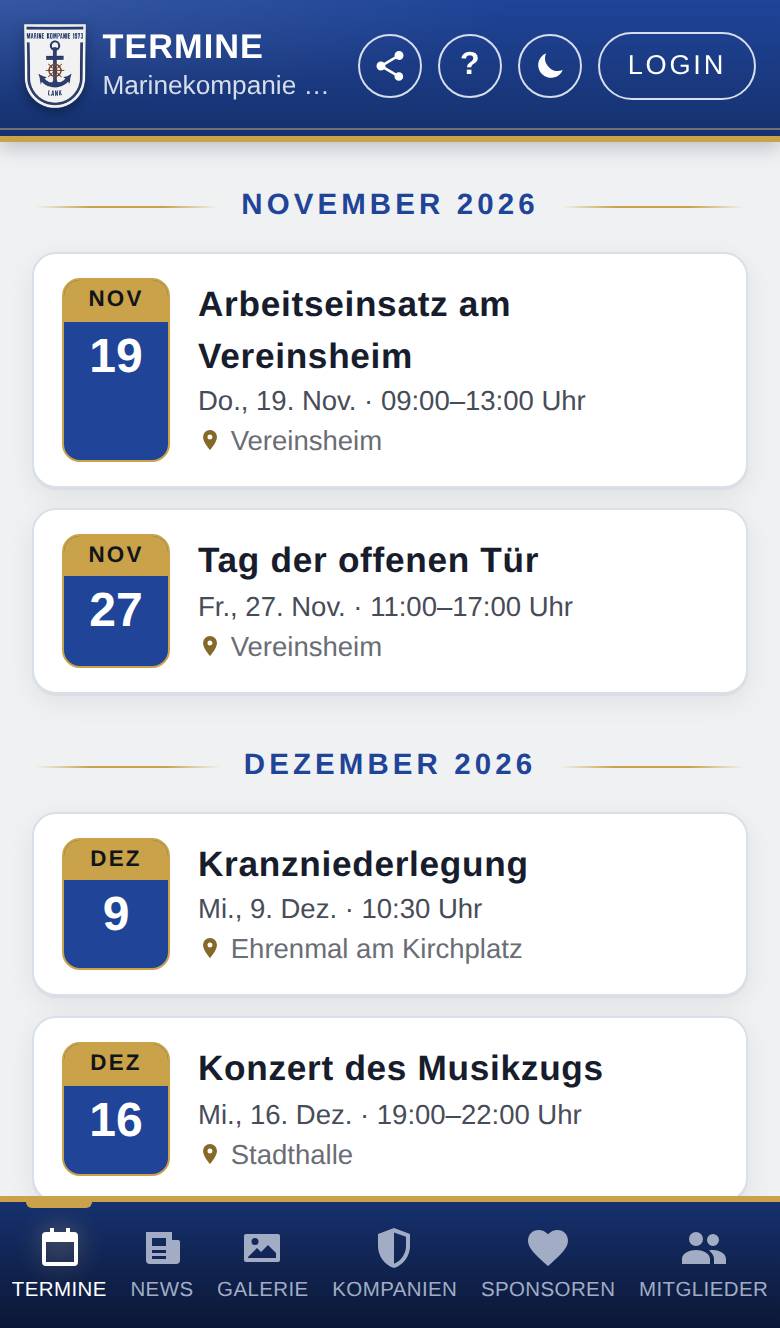 MARINE KOMPANIE 1973
LANK
TERMINE
Marinekompanie …
?
LOGIN
NOVEMBER 2026
NOV
19
Arbeitseinsatz am
Vereinsheim
Do., 19. Nov. · 09:00–13:00 Uhr
Vereinsheim
NOV
27
Tag der offenen Tür
Fr., 27. Nov. · 11:00–17:00 Uhr
Vereinsheim
DEZEMBER 2026
DEZ
9
Kranzniederlegung
Mi., 9. Dez. · 10:30 Uhr
Ehrenmal am Kirchplatz
DEZ
16
Konzert des Musikzugs
Mi., 16. Dez. · 19:00–22:00 Uhr
Stadthalle
TERMINE NEWS GALERIE KOMPANIEN SPONSOREN MITGLIEDER